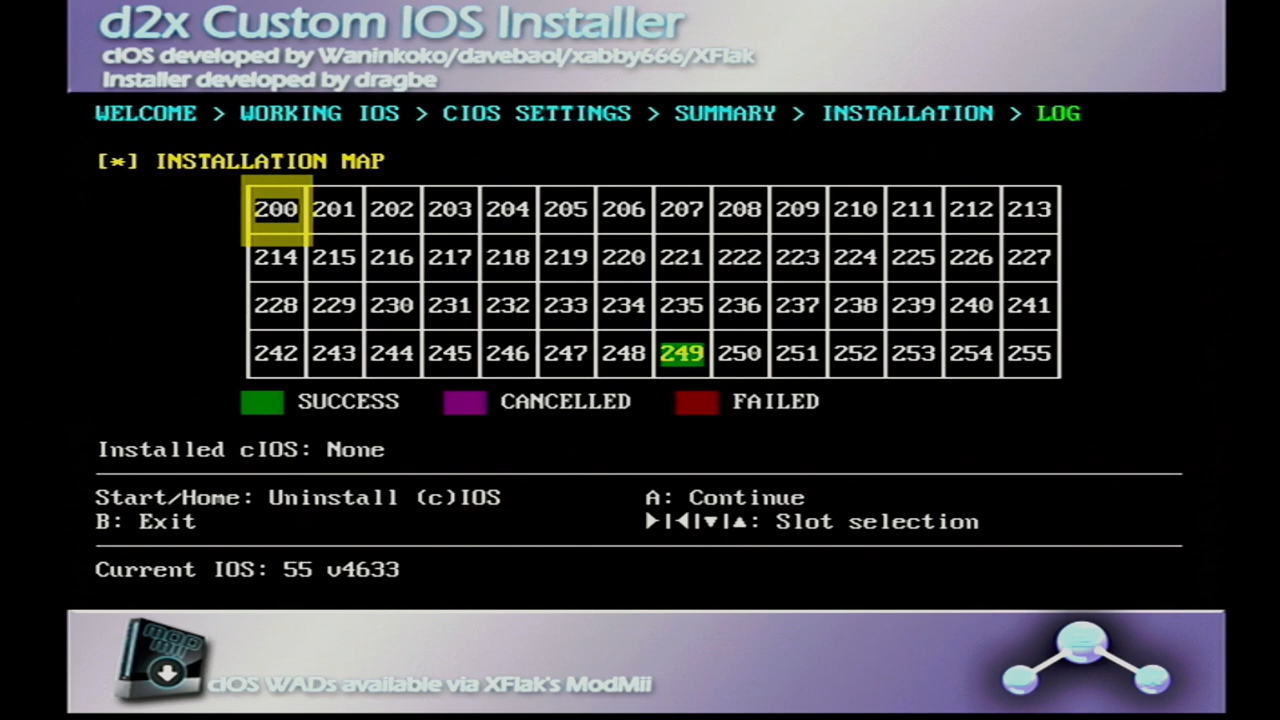 d2x Custom IOS Installer
cIOS developed by Waninkoko/davebaol/xabby666/XFlak
Installer developed by dragbe
WELCOME > WORKING IOS > CIOS SETTINGS > SUMMARY > INSTALLATION > LOG
[*] INSTALLATION MAP
200 201 202 203 204 205 206 207 208 209 210 211 212 213
214 215 216 217 218 219 220 221 222 223 224 225 226 227
228 229 230 231 232 233 234 235 236 237 238 239 240 241
242 243 244 245 246 247 248 249 250 251 252 253 254 255
SUCCESS CANCELLED FAILED
Installed cIOS: None
Start/Home: Uninstall (c)IOS A: Continue
B: Exit ►|◄|▼|▲: Slot selection
Current IOS: 55 v4633
mod mii
cIOS WADs available via XFlak's ModMii